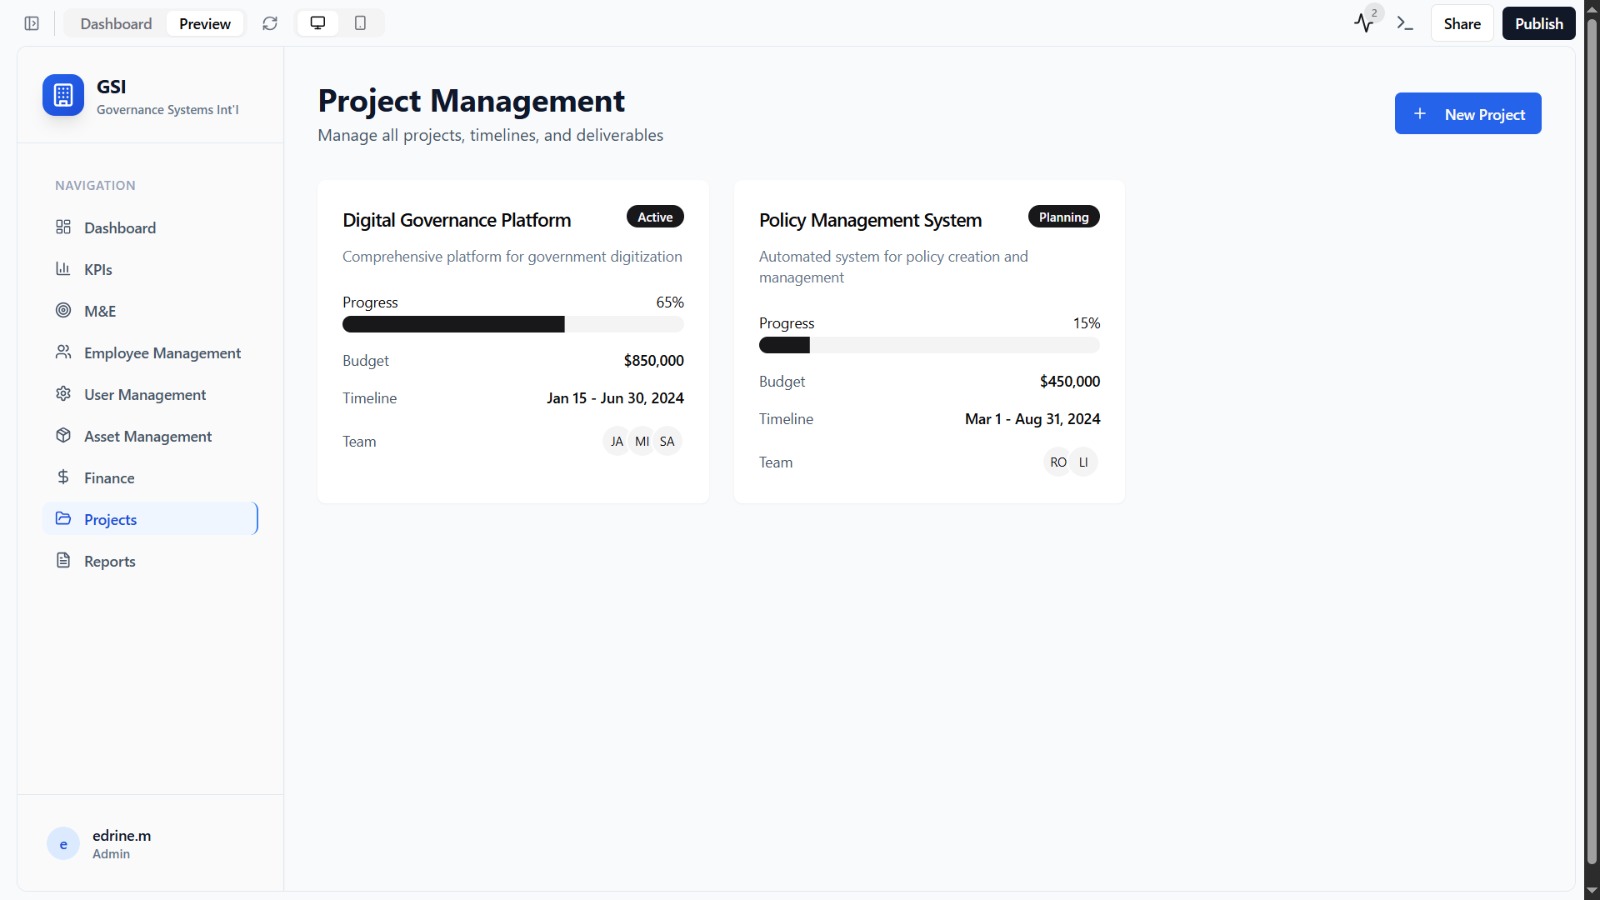 Dashboard
Preview
2
Share
Publish
GSI
Governance Systems Int'l
NAVIGATION
Dashboard
KPIs
M&E
Employee Management
User Management
Asset Management
Finance
Projects
Reports
edrine.m
e
Admin
Project Management
Manage all projects, timelines, and deliverables
New Project
Digital Governance Platform
Active
Comprehensive platform for government digitization
Progress 65%
Budget $850,000
Timeline Jan 15 - Jun 30, 2024
Team JA MI SA
Policy Management System
Planning
Automated system for policy creation and
management
Progress 15%
Budget $450,000
Timeline Mar 1 - Aug 31, 2024
Team RO LI